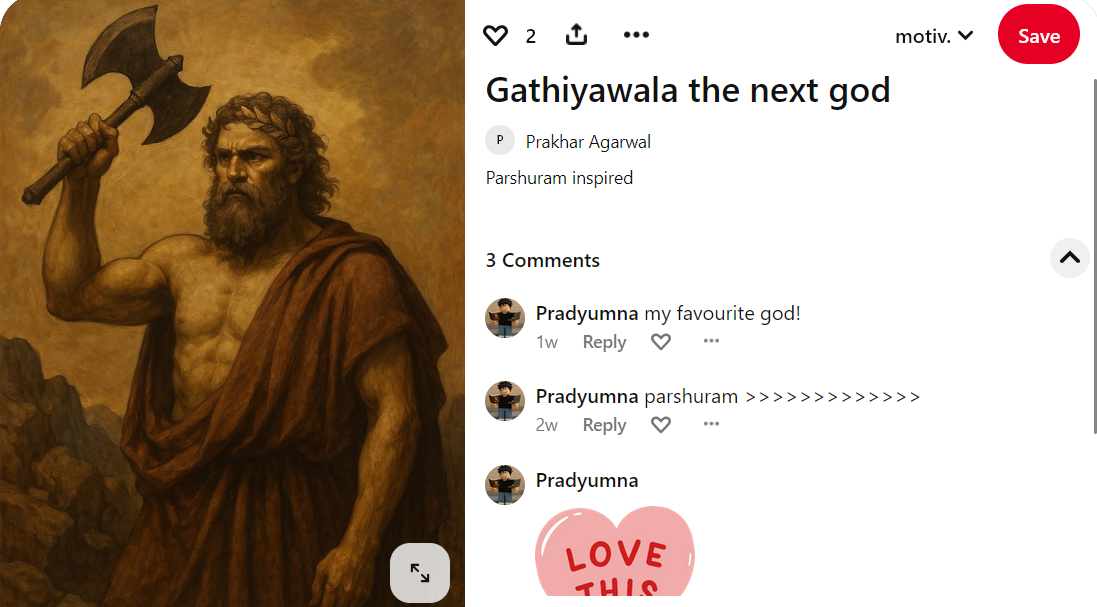 2
motiv.
Save
Gathiyawala the next god
P
Prakhar Agarwal
Parshuram inspired
3 Comments
Pradyumna my favourite god!
1w Reply
Pradyumna parshuram >>>>>>>>>>>>>
2w Reply
Pradyumna
LOVE
THIS